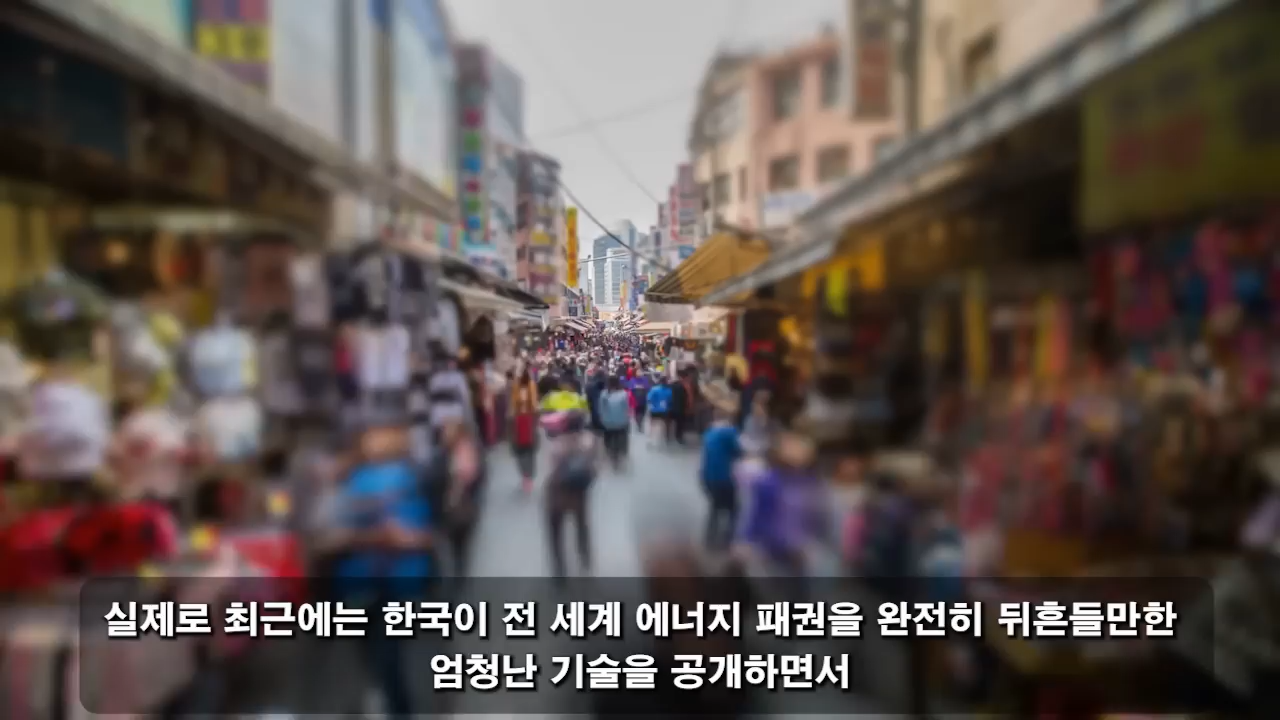 실제로 최근에는 한국이 전 세계 에너지 패권을 완전히 뒤흔들만한
엄청난 기술을 공개하면서